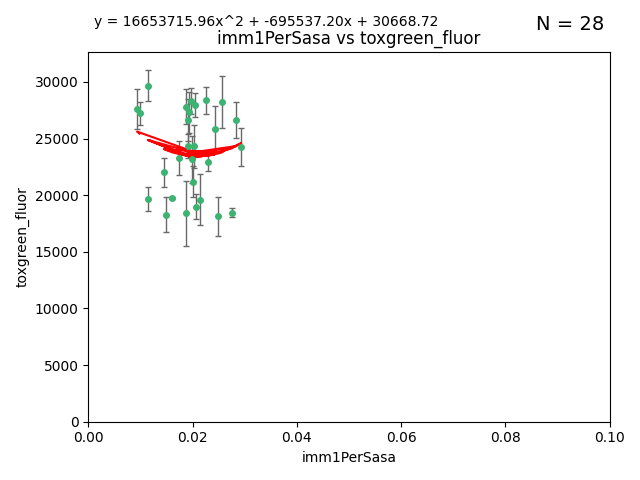 y = 16653715.96x^2 + -695537.20x + 30668.72
N = 28
imm1PerSasa vs toxgreen_fluor
30000
25000
20000
15000
10000
5000
0
toxgreen_fluor
0.00 0.02 0.04 0.06 0.08 0.10
imm1PerSasa